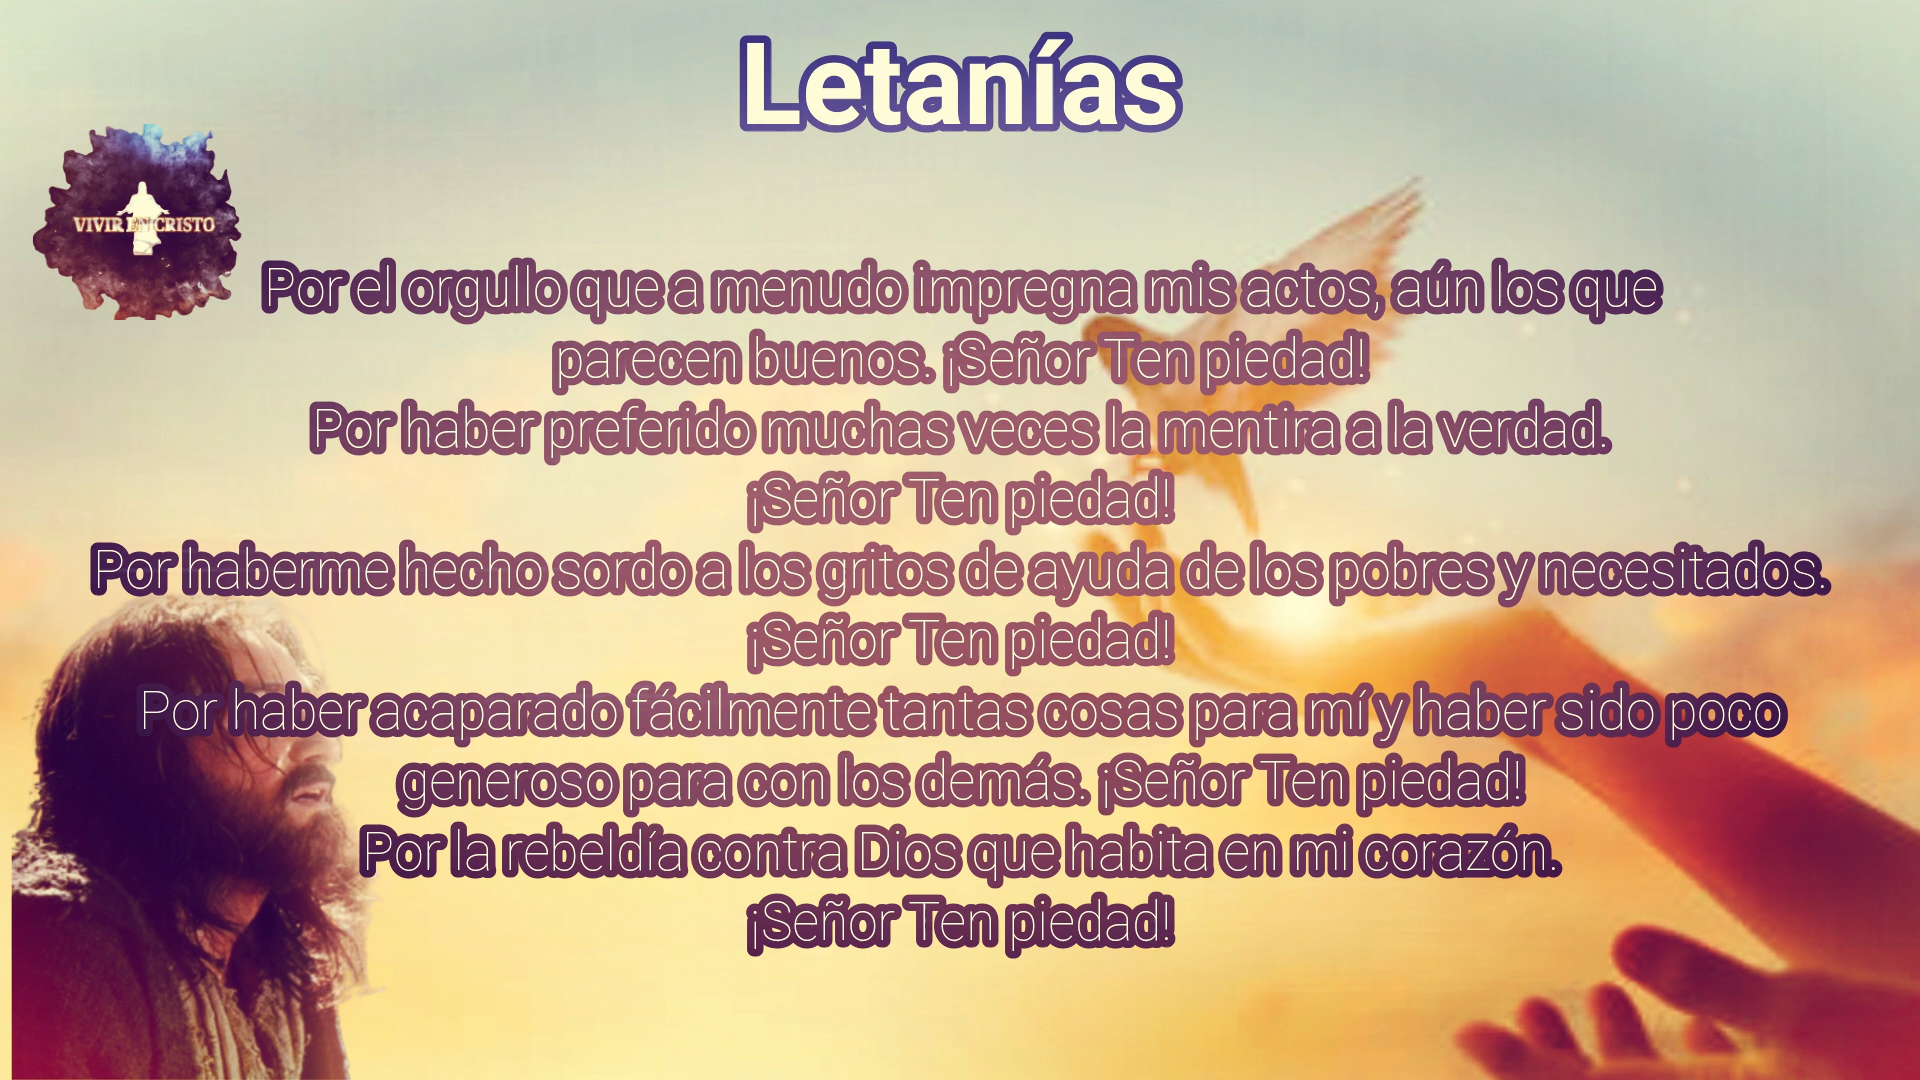 Letanías
VIVIR EN CRISTO
Por el orgullo que a menudo impregna mis actos, aún los que
parecen buenos. ¡Señor Ten piedad!
Por haber preferido muchas veces la mentira a la verdad.
¡Señor Ten piedad!
Por haberme hecho sordo a los gritos de ayuda de los pobres y necesitados.
¡Señor Ten piedad!
Por haber acaparado fácilmente tantas cosas para mí y haber sido poco
generoso para con los demás. ¡Señor Ten piedad!
Por la rebeldía contra Dios que habita en mi corazón.
¡Señor Ten piedad!